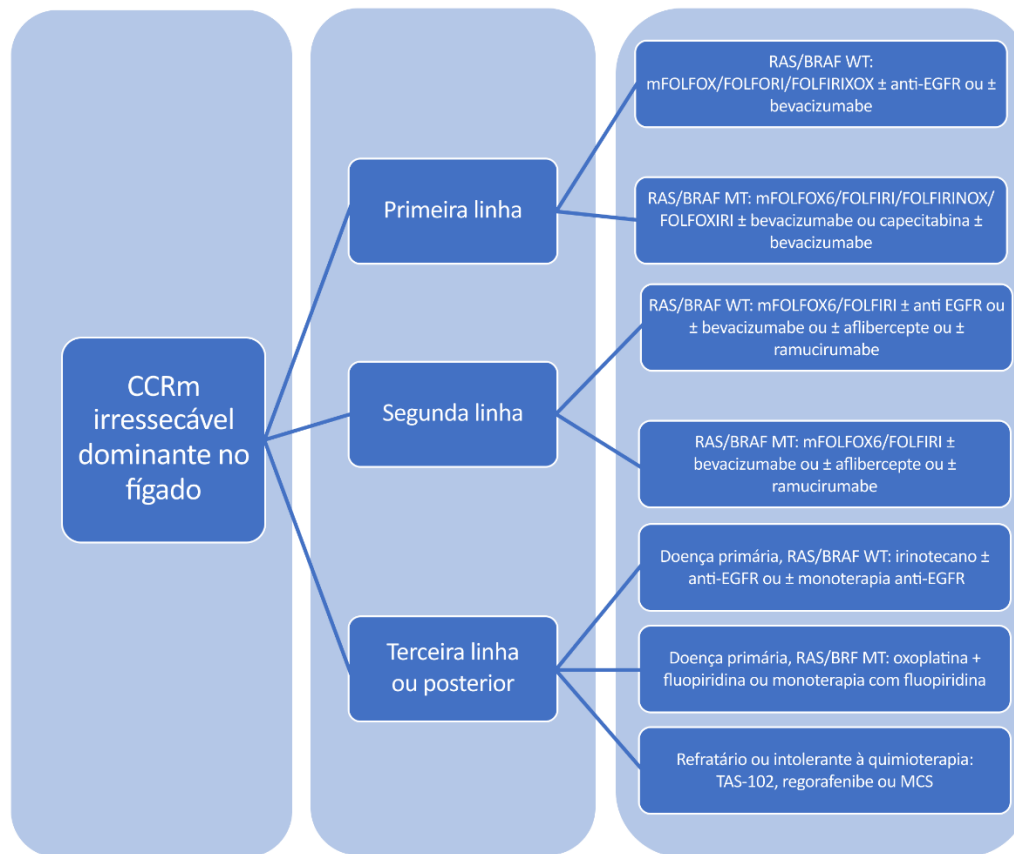 CCRm
irressecável
dominante no
fígado
Primeira linha
RAS/BRAF WT:
mFOLFOX/FOLFORI/FOLFIRIXOX ± anti-EGFR ou ±
bevacizumabe
RAS/BRAF MT: mFOLFOX6/FOLFIRI/FOLFIRINOX/
FOLFOXIRI ± bevacizumabe ou capecitabina ±
bevacizumabe
Segunda linha
RAS/BRAF WT: mFOLFOX6/FOLFIRI ± anti EGFR ou
± bevacizumabe ou ± aflibercepte ou ±
ramucirumabe
RAS/BRAF MT: mFOLFOX6/FOLFIRI ±
bevacizumabe ou ± aflibercepte ou ±
ramucirumabe
Terceira linha
ou posterior
Doença primária, RAS/BRAF WT: irinotecano ±
anti-EGFR ou ± monoterapia anti-EGFR
Doença primária, RAS/BRF MT: oxoplatina +
fluopiridina ou monoterapia com fluopiridina
Refratário ou intolerante à quimioterapia:
TAS-102, regorafenibe ou MCS